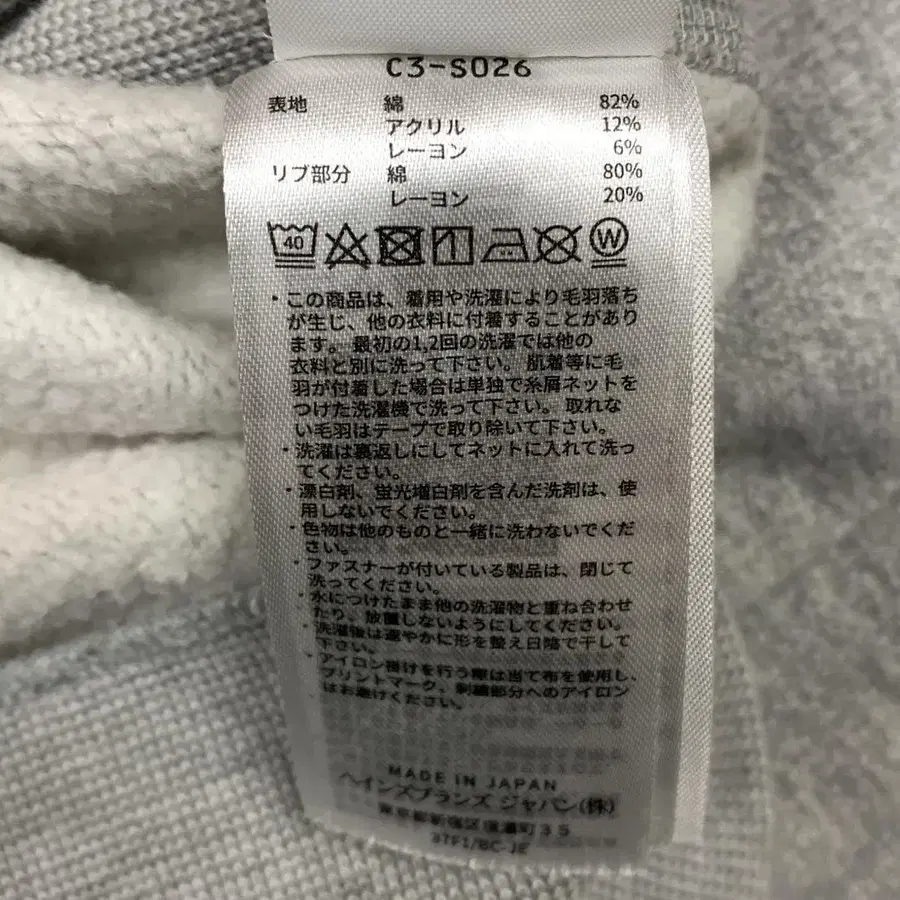 C3-S026
表地 綿 82%
アクリル 12%
レーヨン 6%
リブ部分 綿 80%
レーヨン 20%
40 W
・この商品は、着用や洗濯により毛羽落ち
が生じ、他の衣料に付着することがあり
ます。 最初の1,2回の洗濯では他の
衣料と別に洗って下さい。 肌着等に毛
羽が付着した場合は単独で糸屑ネットを
つけた洗濯機で洗って下さい。 取れな
い毛羽はテープで取り除いて下さい。
・洗濯は裏返しにしてネットに入れて洗っ
てください。
・漂白剤、蛍光増白剤を含んだ洗剤は、使
用しないでください。
・色物は他のものと一緒に洗わないでくだ
さい。
・ファスナーが付いている製品は、閉じて
洗ってください。
・水につけたまま他の洗濯物と重ね合わせ
たり、放置しないようにしてください。
・洗濯後は速やかに形を整え日陰で干して
下さい。
・アイロン掛けを行う際は当て布を使用し、
プリントマーク、刺繍部分へのアイロン
はお避けください。
MADE IN JAPAN
ヘインズブランズ ジャパン(株)
東京都 区 町35